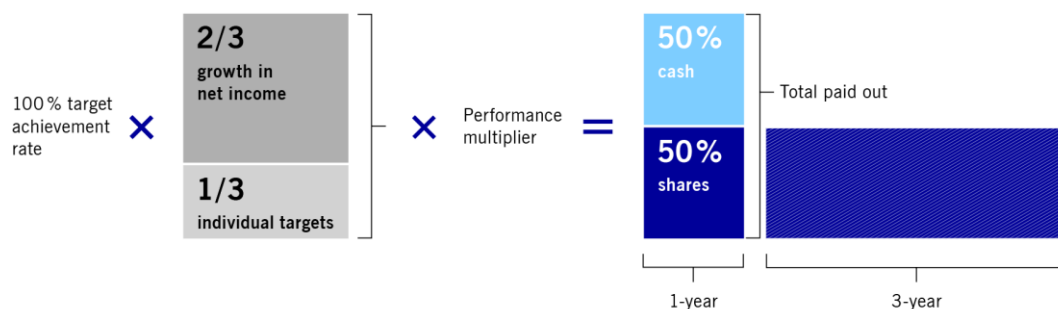 100 % target
achievement
rate
×
2/3
growth in
net income
1/3
individual targets
×
Performance
multiplier
=
50 %
cash
50 %
shares
Total paid out
1-year
3-year